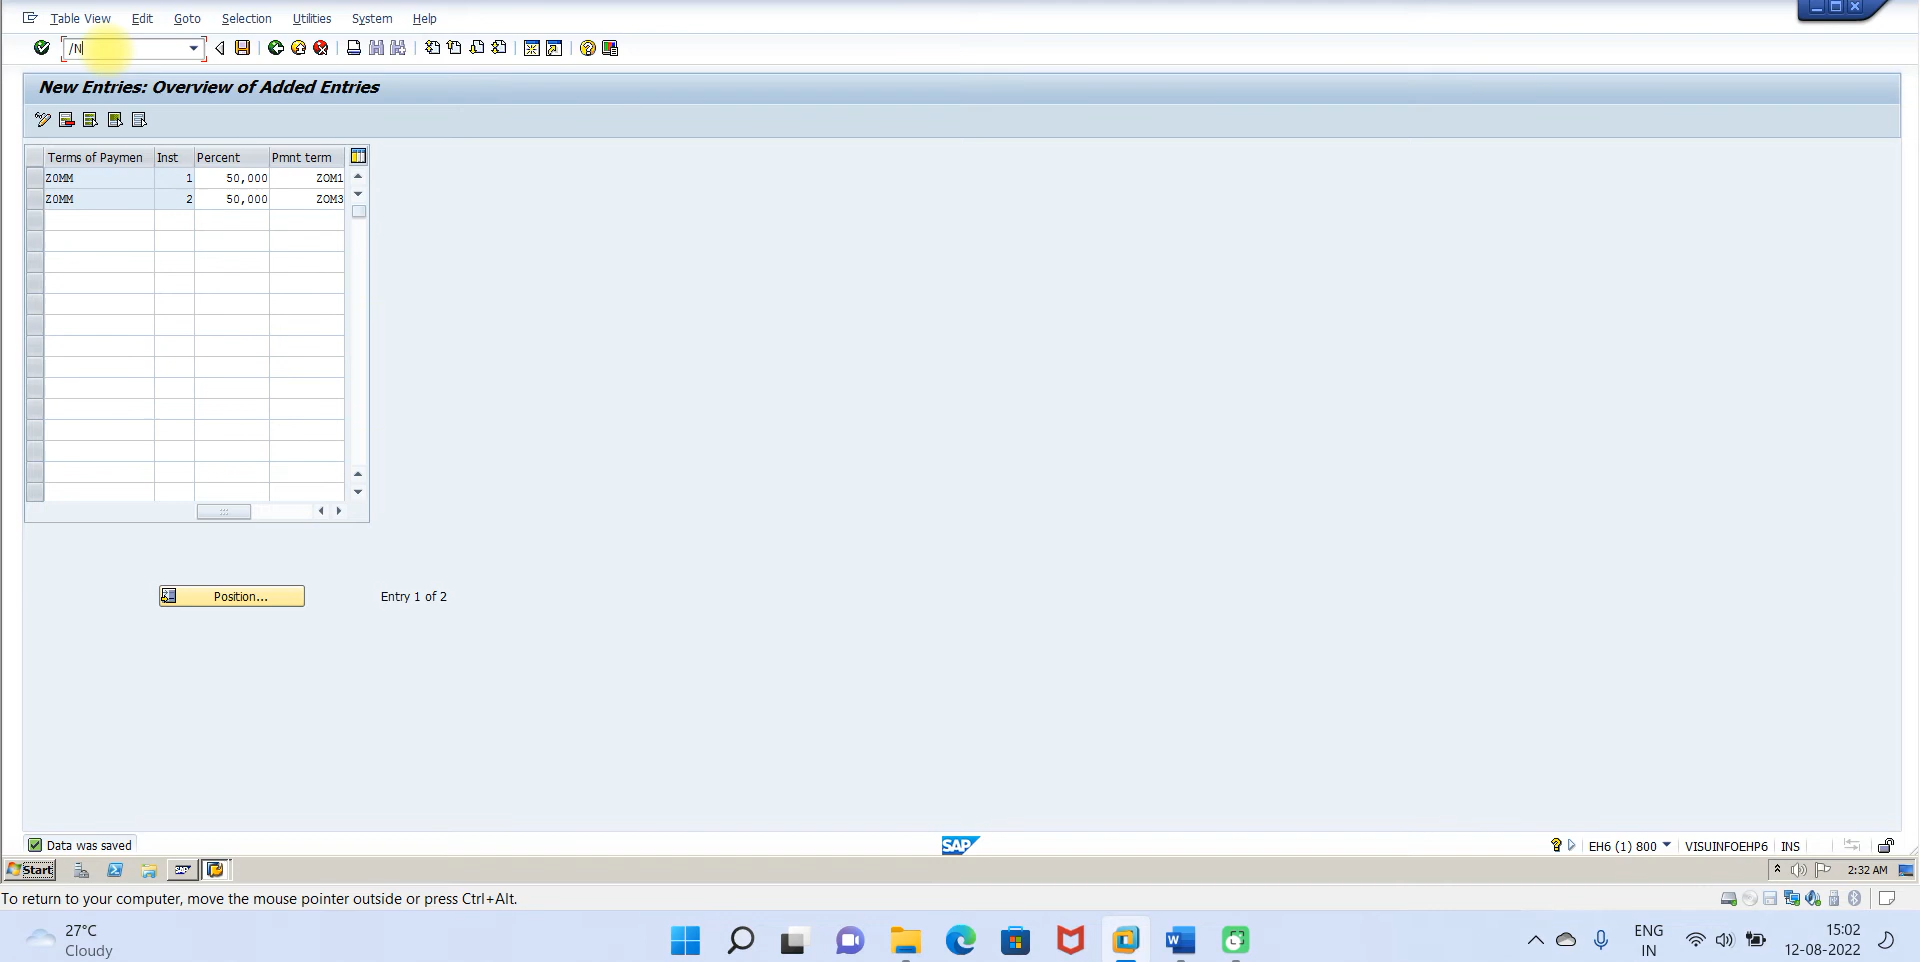 Table View Edit Goto Selection Utilities System Help
/N
New Entries: Overview of Added Entries
Terms of Paymen Inst Percent Pmnt term
ZOMM 1 50,000 ZOM1
ZOMM 2 50,000 ZOM3
Position... Entry 1 of 2
Data was saved SAP EH6 (1) 800 VISUINFOEHP6 INS
Start 2:32 AM
To return to your computer, move the mouse pointer outside or press Ctrl+Alt.
27°C
Cloudy
ENG
IN
15:02
12-08-2022